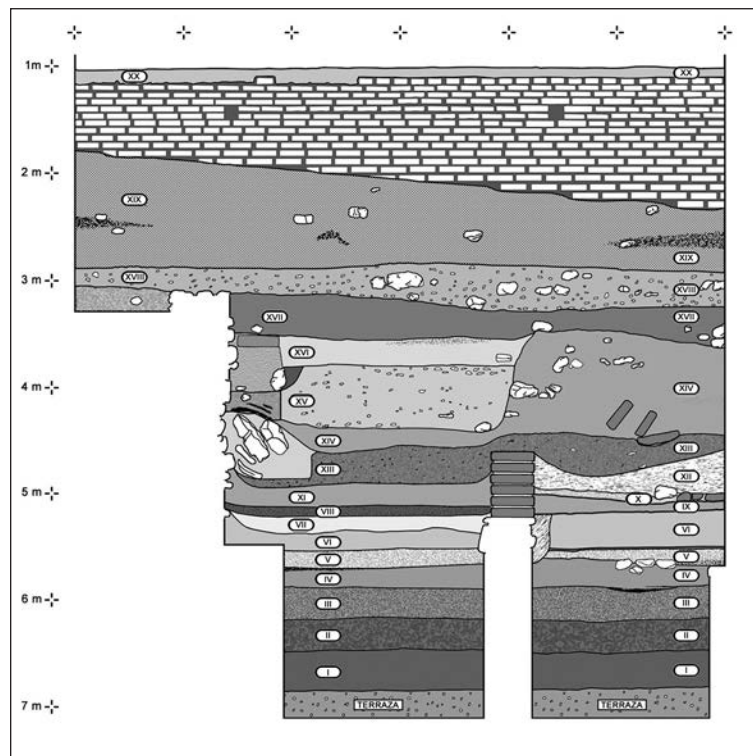 1m
XX XX
2 m
XIX
XIX
3 m
XVIII
XVIII
XVII XVII
XVI
4 m
XIV
XV
XIV
XIII
XIII
XII
5 m
XI
X
IX
VIII
VII
VI
VI
V
V
IV
IV
6 m
III III
II II
I I
7 m
TERRAZA TERRAZA